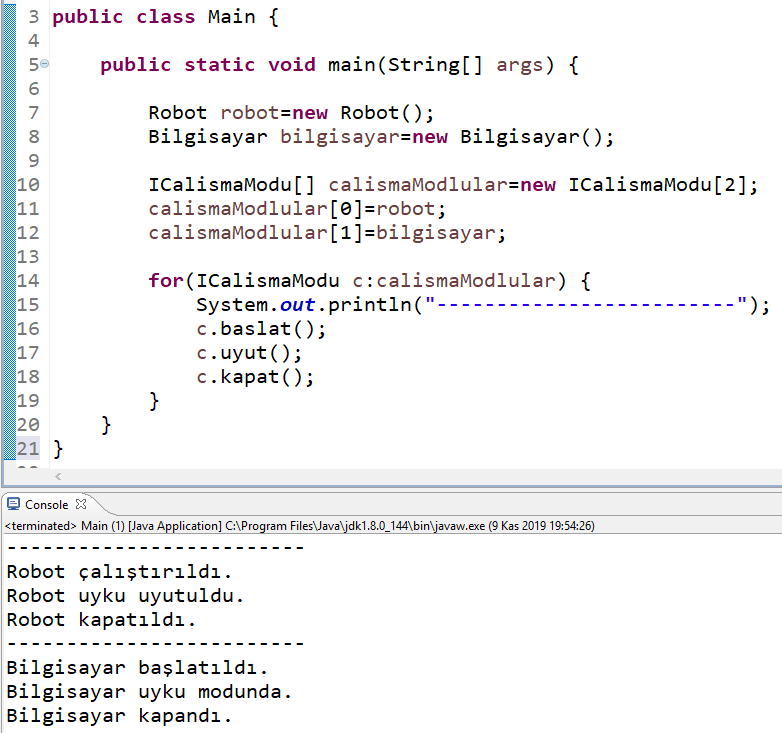 3 public class Main {
4
5 public static void main(String[] args) {
6
7 Robot robot=new Robot();
8 Bilgisayar bilgisayar=new Bilgisayar();
9
10 ICalismaModu[] calismaModlular=new ICalismaModu[2];
11 calismaModlular[0]=robot;
12 calismaModlular[1]=bilgisayar;
13
14 for(ICalismaModu c:calismaModlular) {
15 System.out.println("-------------------------");
16 c.baslat();
17 c.uyut();
18 c.kapat();
19 }
20 }
21 }
Console
<terminated> Main (1) [Java Application] C:\Program Files\Java\jdk1.8.0_144\bin\javaw.exe (9 Kas 2019 19:54:26)
-------------------------
Robot çalıştırıldı.
Robot uyku uyutuldu.
Robot kapatıldı.
-------------------------
Bilgisayar başlatıldı.
Bilgisayar uyku modunda.
Bilgisayar kapandı.